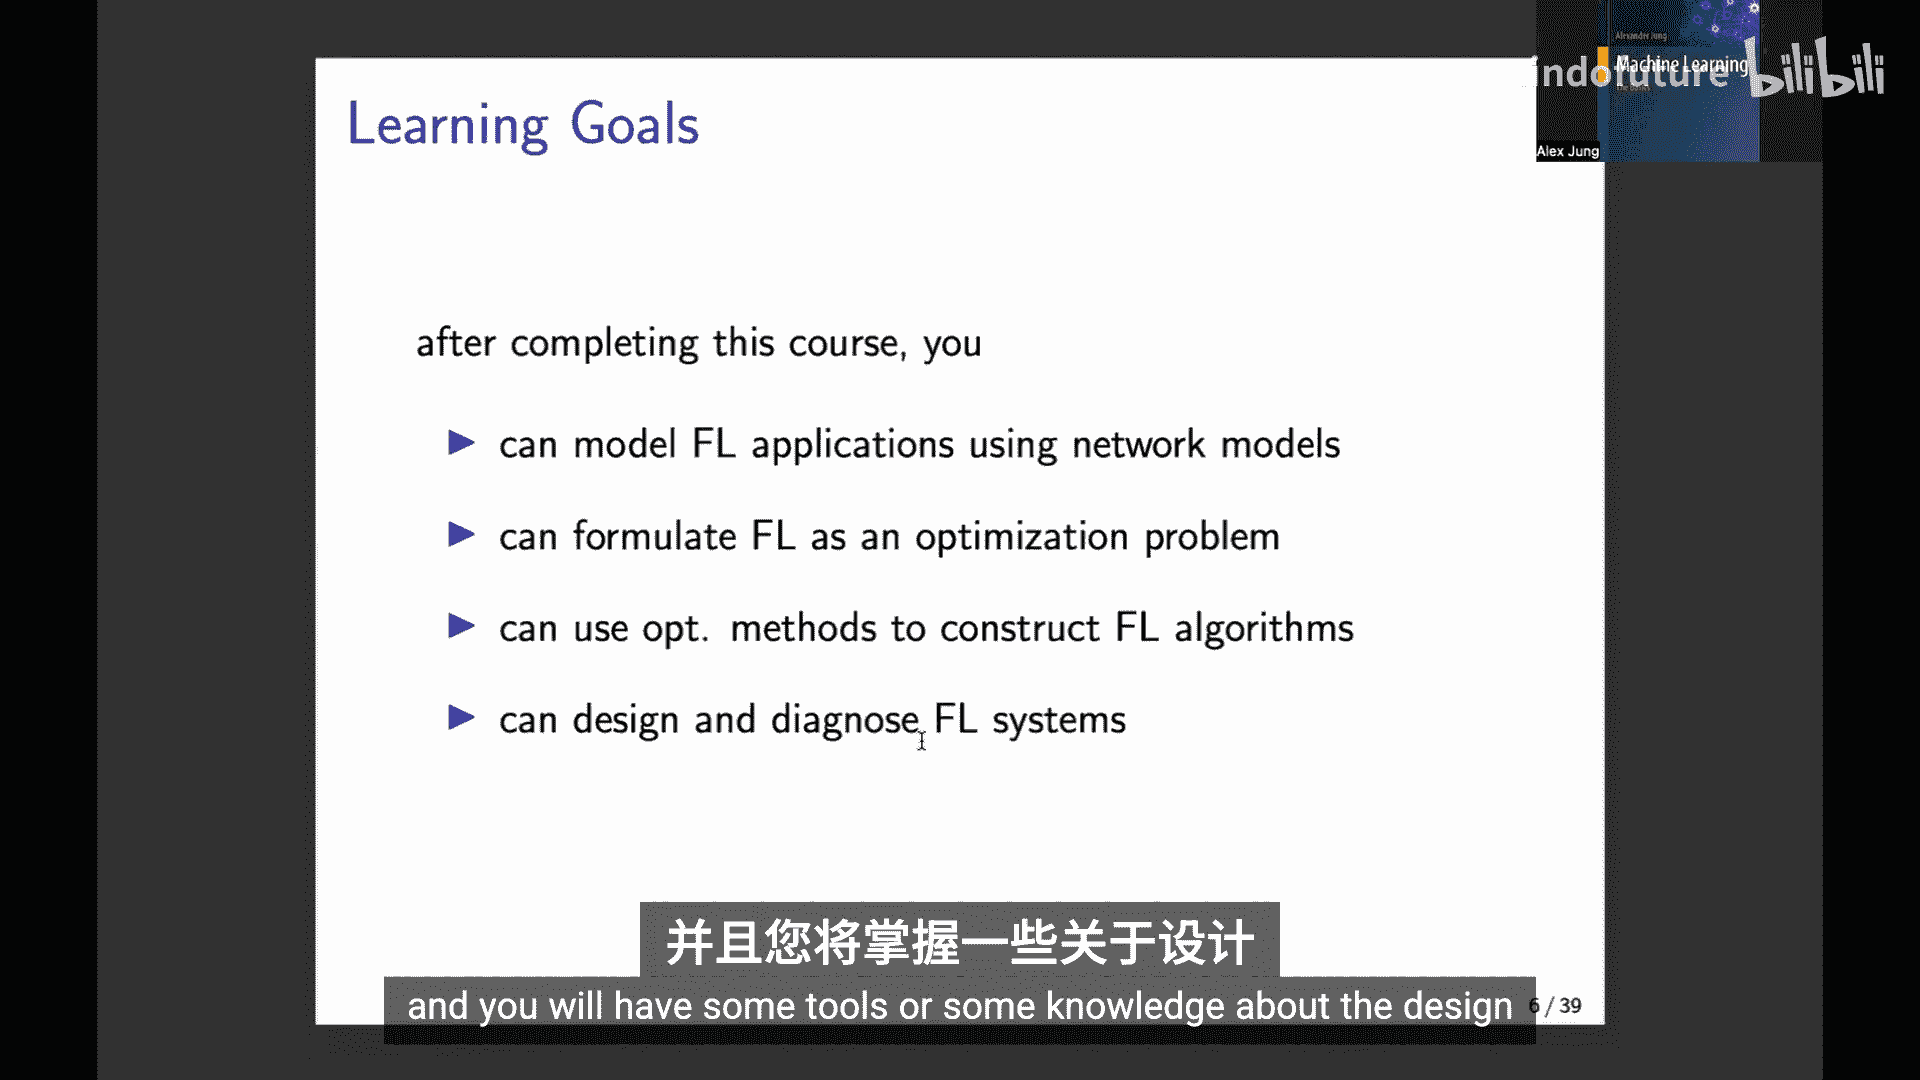 Learning Goals
Alexander Jung
Machine Learning
indofuture bilibili
Alex Jung
after completing this course, you
can model FL applications using network models
can formulate FL as an optimization problem
can use opt. methods to construct FL algorithms
can design and diagnose FL systems
并且您将掌握一些关于设计
and you will have some tools or some knowledge about the design
6 / 39